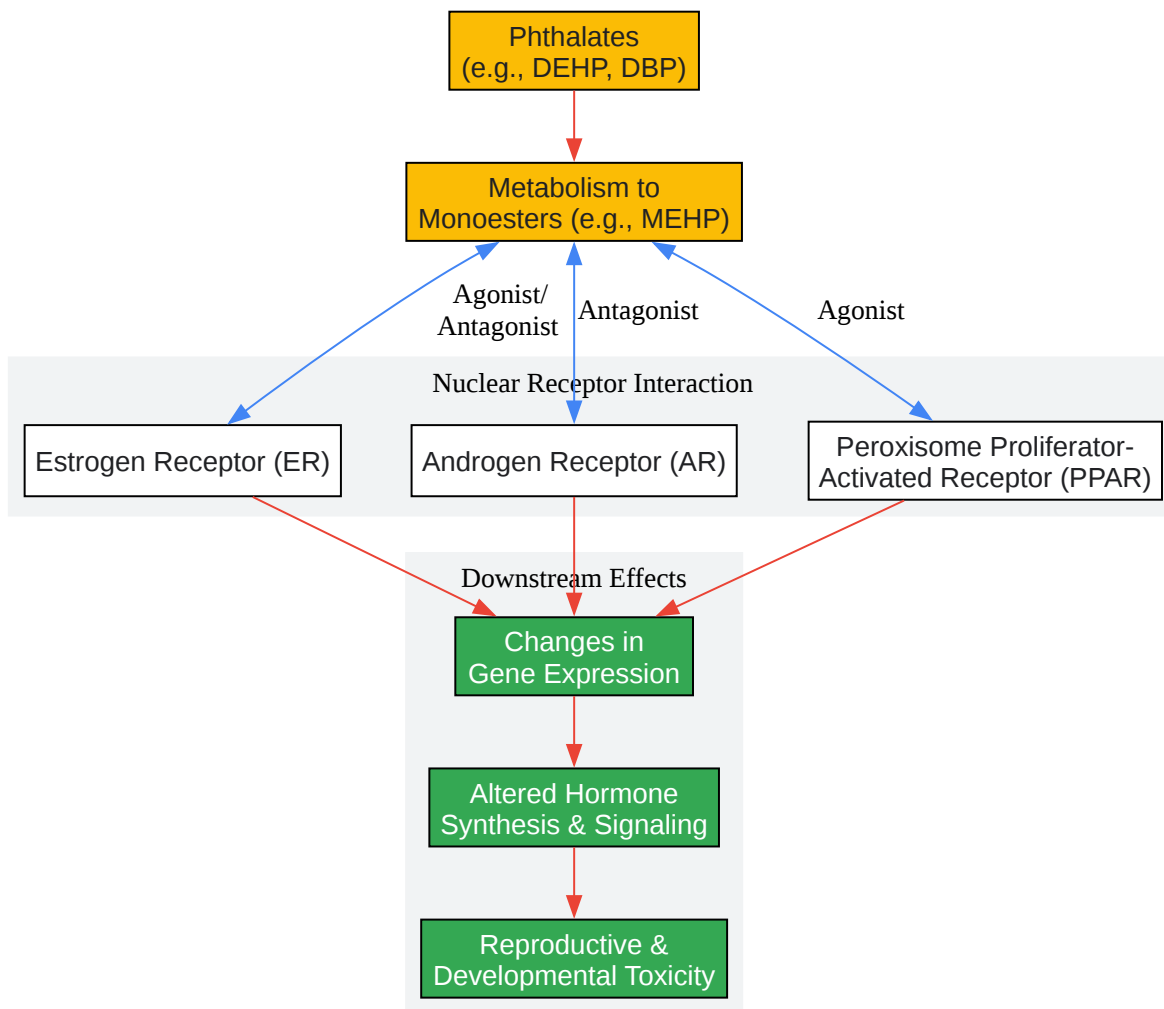 Phthalates
(e.g., DEHP, DBP)
Metabolism to
Monoesters (e.g., MEHP)
Agonist/
Antagonist
Antagonist
Agonist
Nuclear Receptor Interaction
Estrogen Receptor (ER)
Androgen Receptor (AR)
Peroxisome Proliferator-
Activated Receptor (PPAR)
Downstream Effects
Changes in
Gene Expression
Altered Hormone
Synthesis & Signaling
Reproductive &
Developmental Toxicity